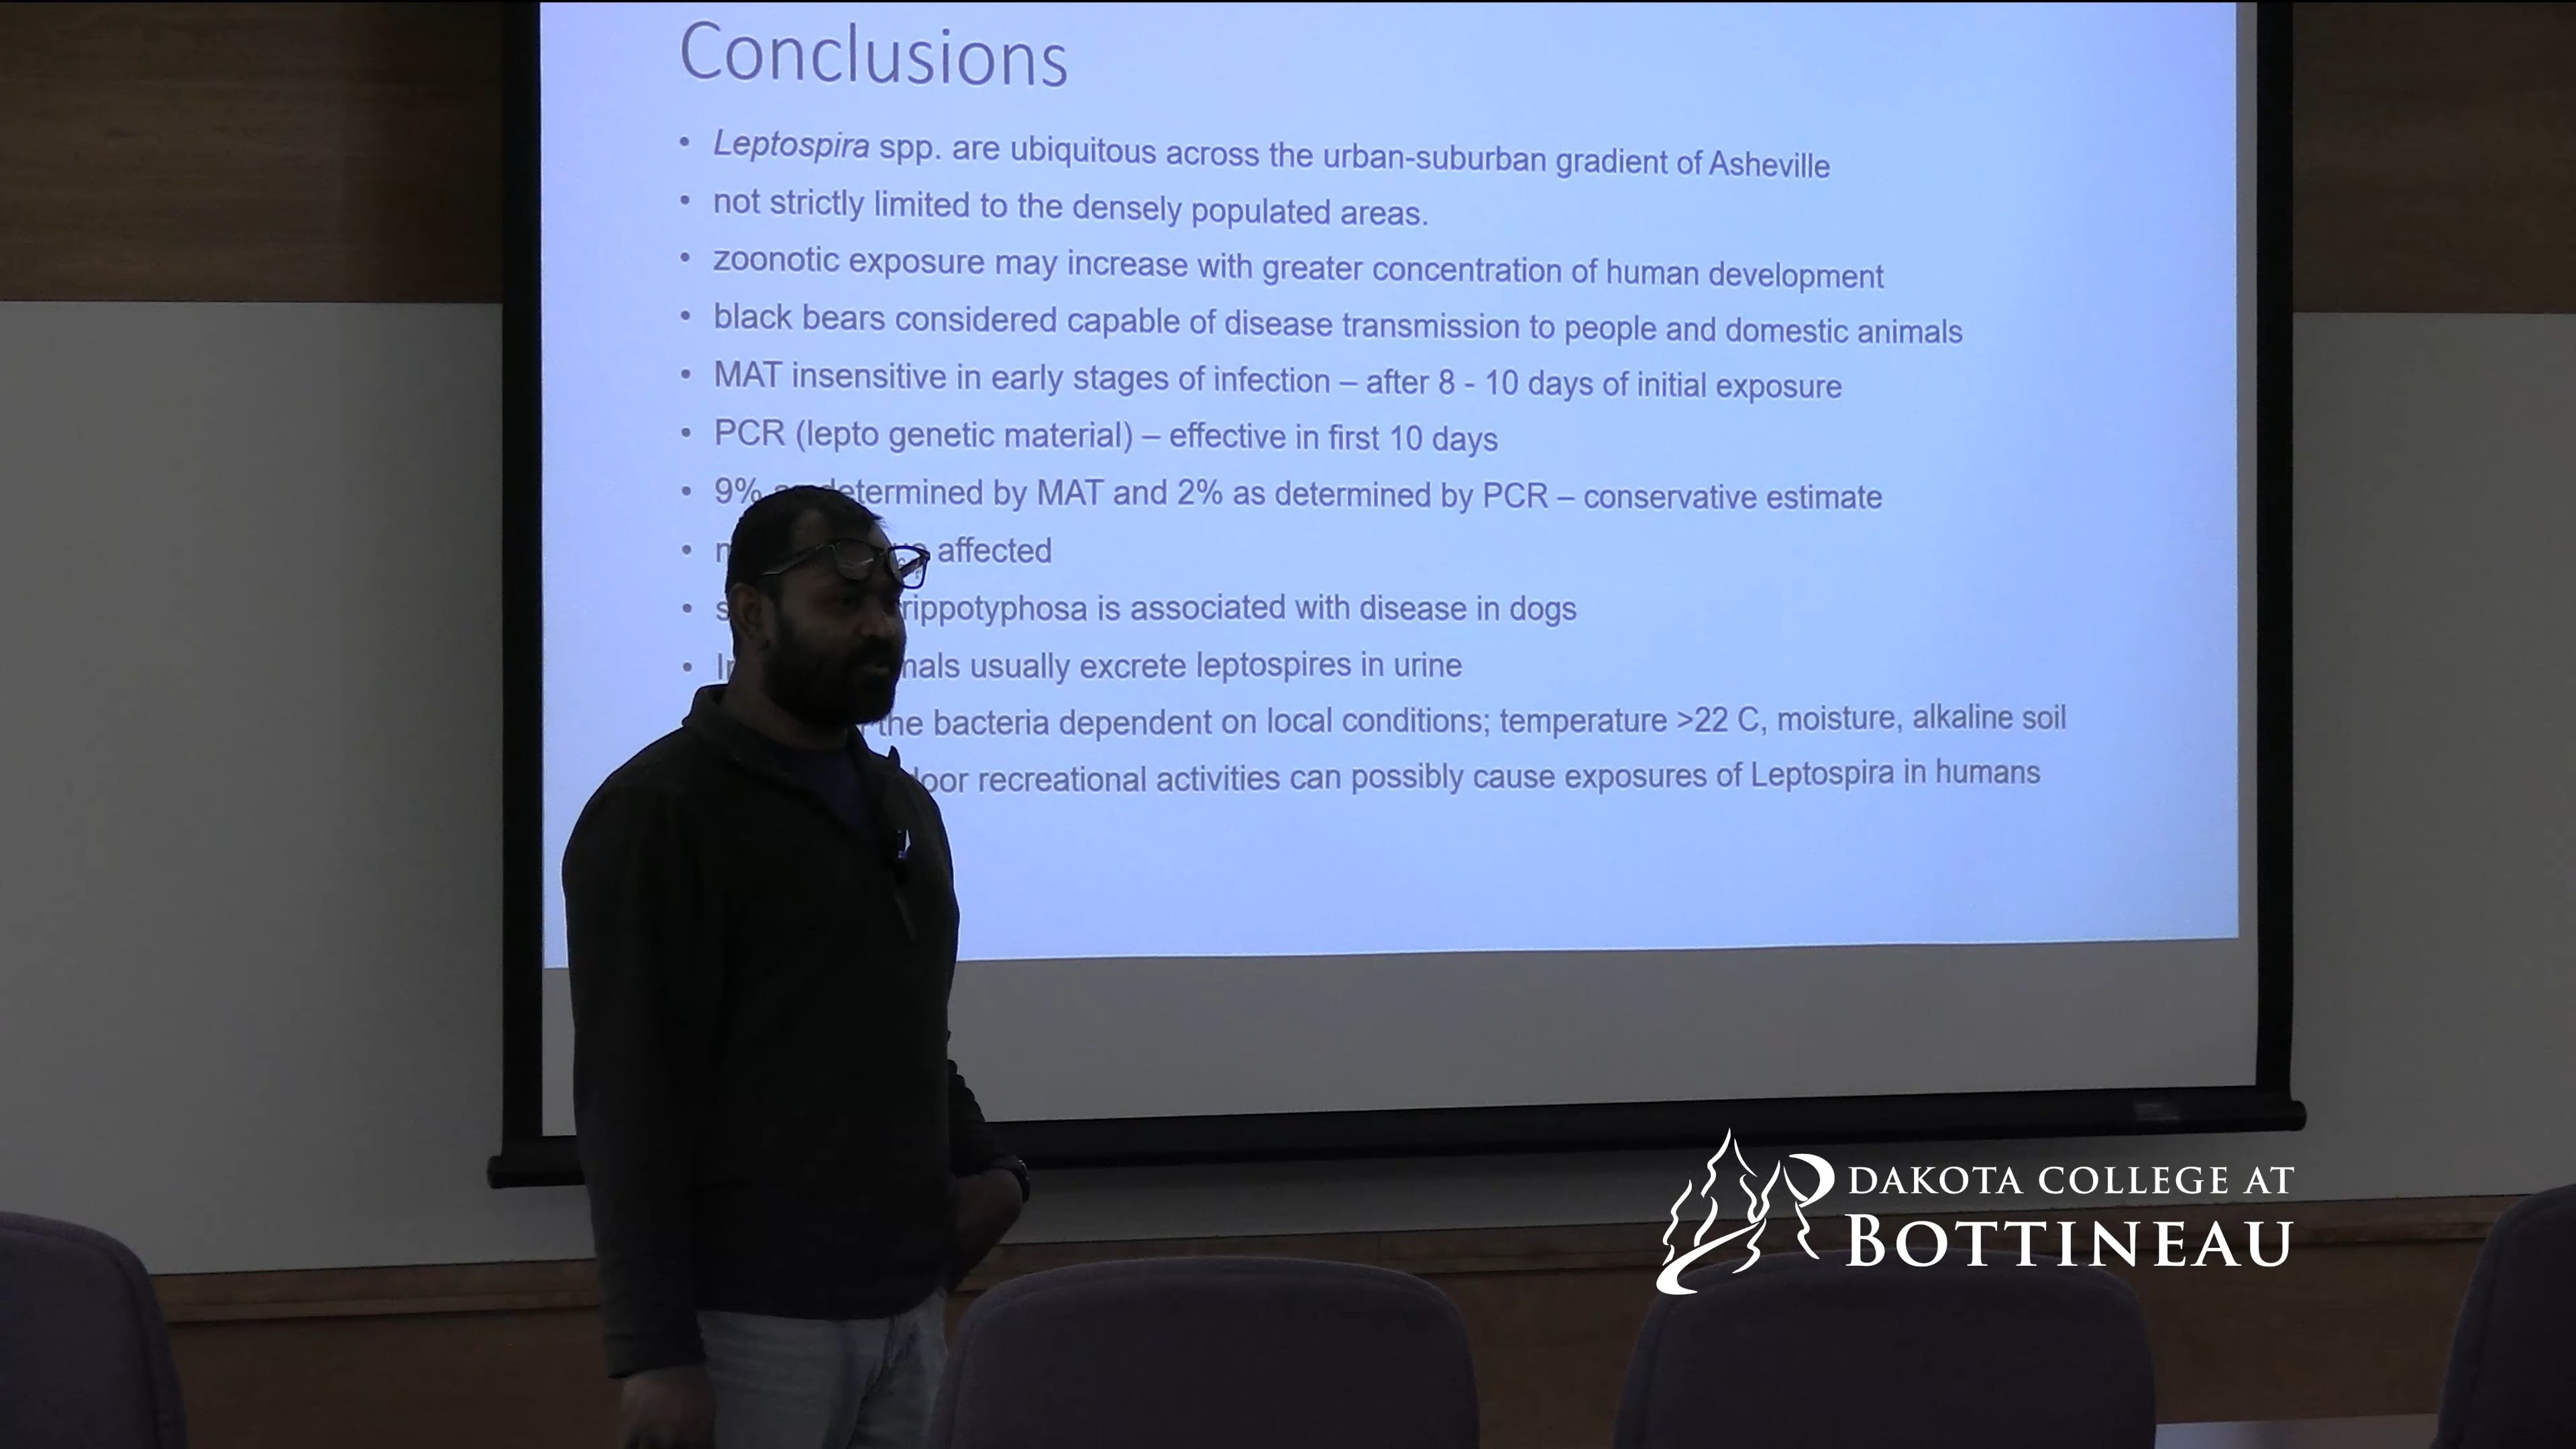 Conclusions
• Leptospira spp. are ubiquitous across the urban-suburban gradient of Asheville
• not strictly limited to the densely populated areas.
• zoonotic exposure may increase with greater concentration of human development
• black bears considered capable of disease transmission to people and domestic animals
• MAT insensitive in early stages of infection – after 8 - 10 days of initial exposure
• PCR (lepto genetic material) – effective in first 10 days
• 9% determined by MAT and 2% as determined by PCR – conservative estimate
• affected
• is associated with disease in dogs
• usually excrete leptospires in urine
the bacteria dependent on local conditions; temperature >22 C, moisture, alkaline soil
recreational activities can possibly cause exposures of Leptospira in humans
DAKOTA COLLEGE AT
BOTTINEAU